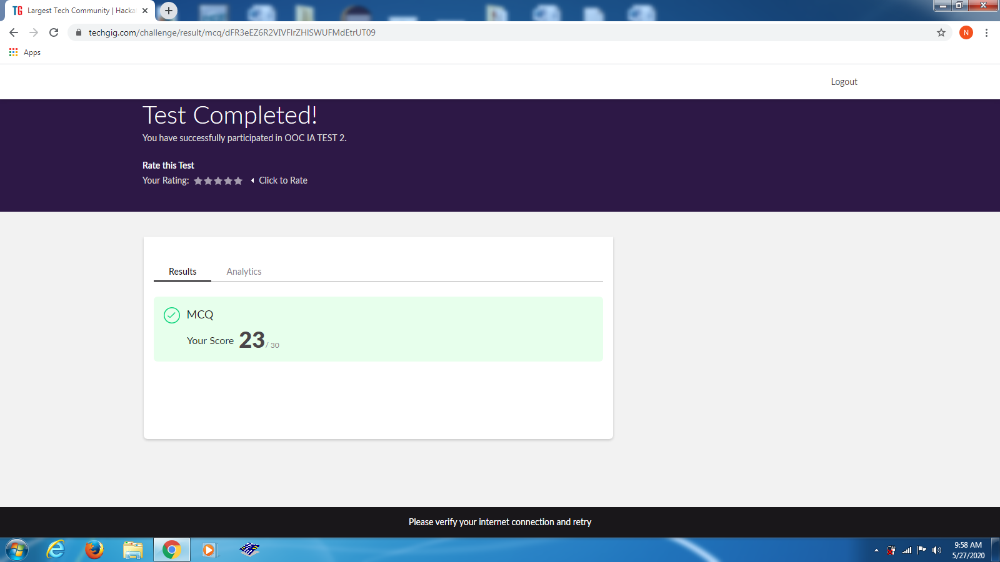 TG Largest Tech Community | Hacka
techgig.com/challenge/result/mcq/dFR3eEZ6R2VIVFlrZHlSWUFMdEtrUT09
N
Apps
Logout
Test Completed!
You have successfully participated in OOC IA TEST 2.
Rate this Test
Your Rating: Click to Rate
Results Analytics
MCQ
Your Score 23 / 30
Please verify your internet connection and retry
9:58 AM
5/27/2020